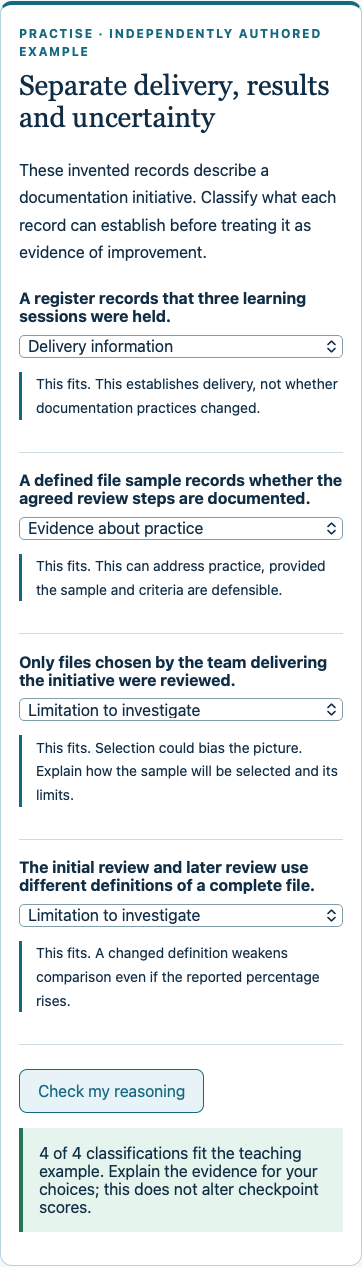 PRACTISE · INDEPENDENTLY AUTHORED
EXAMPLE
Separate delivery, results
and uncertainty
These invented records describe a
documentation initiative. Classify what each
record can establish before treating it as
evidence of improvement.
A register records that three learning
sessions were held.
Delivery information
This fits. This establishes delivery, not whether
documentation practices changed.
A defined file sample records whether the
agreed review steps are documented.
Evidence about practice
This fits. This can address practice, provided
the sample and criteria are defensible.
Only files chosen by the team delivering
the initiative were reviewed.
Limitation to investigate
This fits. Selection could bias the picture.
Explain how the sample will be selected and its
limits.
The initial review and later review use
different definitions of a complete file.
Limitation to investigate
This fits. A changed definition weakens
comparison even if the reported percentage
rises.
Check my reasoning
4 of 4 classifications fit the teaching
example. Explain the evidence for your
choices; this does not alter checkpoint
scores.